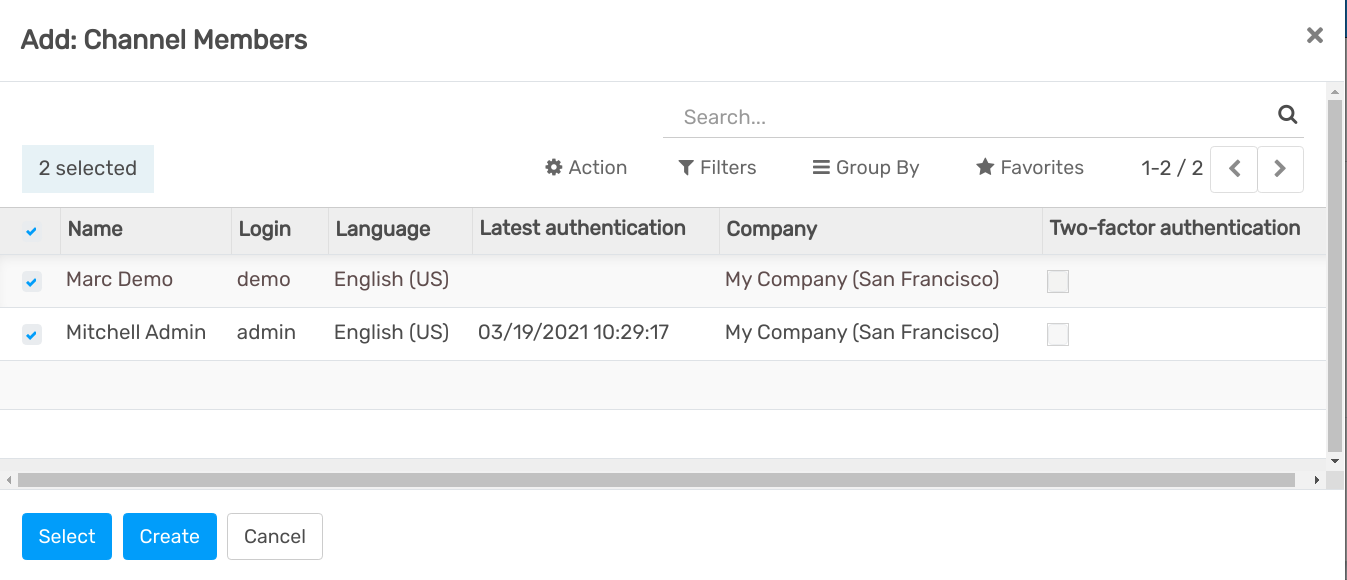 Add: Channel Members
Search...
2 selected Action Filters Group By Favorites 1-2 / 2
Name Login Language Latest authentication Company Two-factor authentication
Marc Demo demo English (US) My Company (San Francisco)
Mitchell Admin admin English (US) 03/19/2021 10:29:17 My Company (San Francisco)
Select Create Cancel